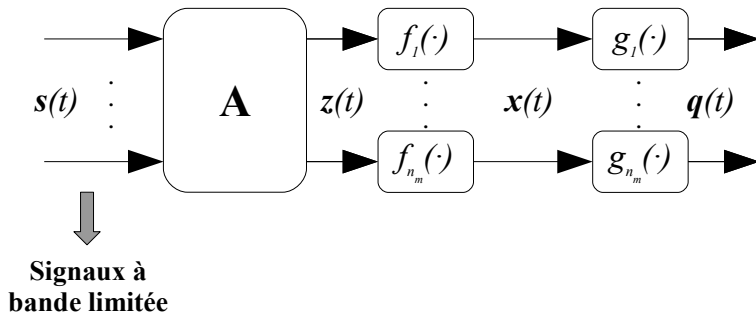 f₁(·) g₁(·)
s(t) A z(t) x(t) q(t)
fₙₘ(·) gₙₘ(·)
Signaux à
bande limitée